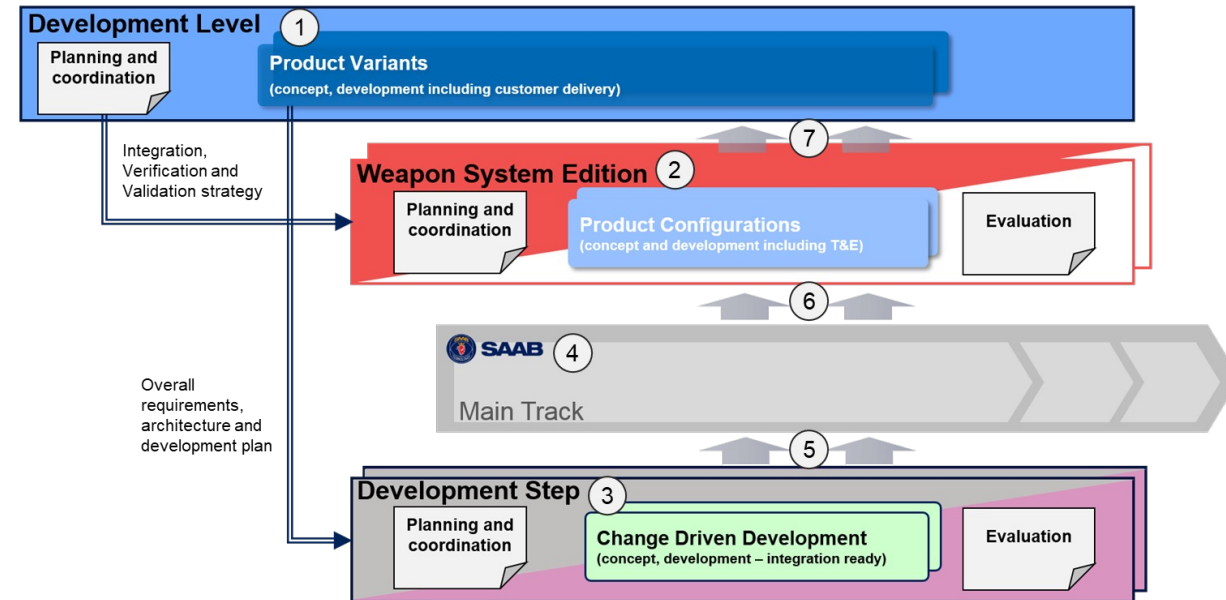 Development Level
1
Planning and
coordination
Product Variants
(concept, development including customer delivery)
7
Integration,
Verification and
Validation strategy
Weapon System Edition
2
Planning and
coordination
Product Configurations
(concept and development including T&E)
Evaluation
6
SAAB
4
Main Track
Overall
requirements,
architecture and
development plan
5
Development Step
3
Planning and
coordination
Change Driven Development
(concept, development – integration ready)
Evaluation